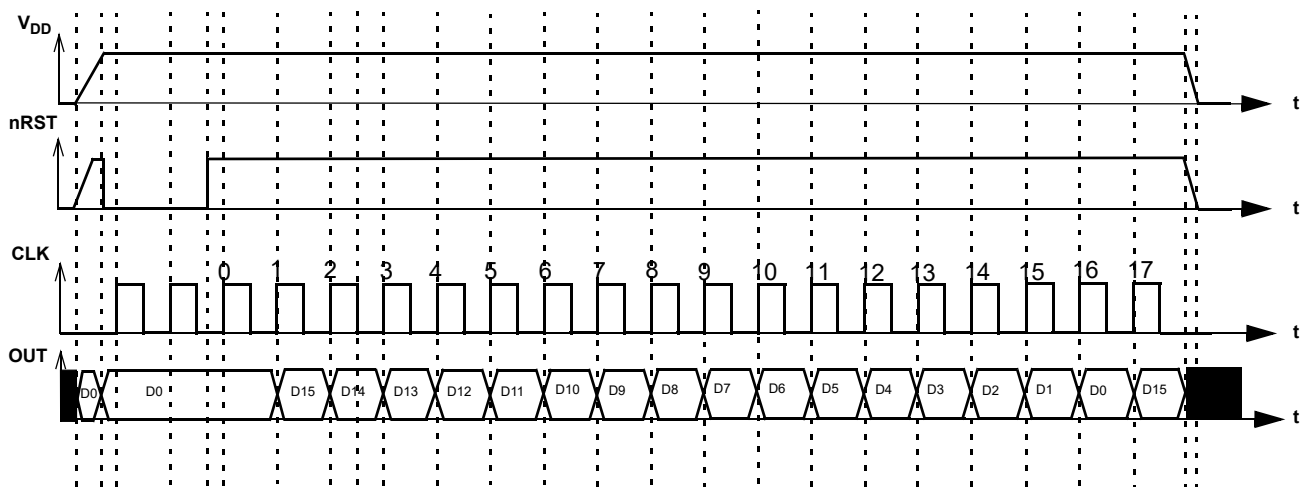 VDD
t
nRST
t
CLK
0 1 2 3 4 5 6 7 8 9 10 11 12 13 14 15 16 17
t
OUT
D0 D0 D15 D14 D13 D12 D11 D10 D9 D8 D7 D6 D5 D4 D3 D2 D1 D0 D15
t